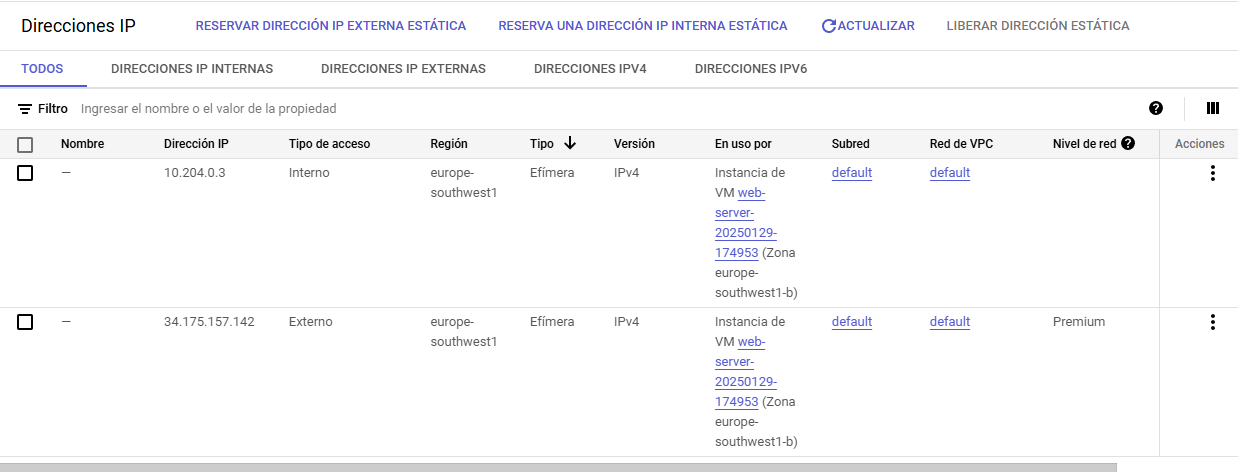 Direcciones IP RESERVAR DIRECCIÓN IP EXTERNA ESTÁTICA RESERVA UNA DIRECCIÓN IP INTERNA ESTÁTICA ACTUALIZAR LIBERAR DIRECCIÓN ESTÁTICA
TODOS DIRECCIONES IP INTERNAS DIRECCIONES IP EXTERNAS DIRECCIONES IPV4 DIRECCIONES IPV6
Filtro Ingresar el nombre o el valor de la propiedad
Nombre Dirección IP Tipo de acceso Región Tipo Versión En uso por Subred Red de VPC Nivel de red Acciones
— 10.204.0.3 Interno europe- Efímera IPv4 Instancia de default default
southwest1 VM web-
server-
20250129-
174953 (Zona
europe-
southwest1-b)
— 34.175.157.142 Externo europe- Efímera IPv4 Instancia de default default Premium
southwest1 VM web-
server-
20250129-
174953 (Zona
europe-
southwest1-b)